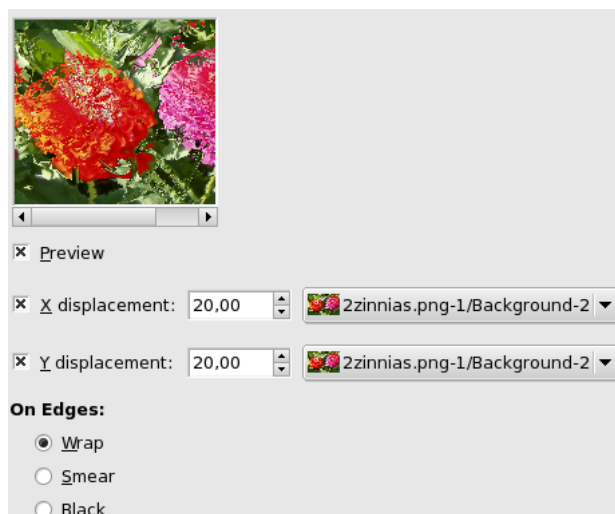 Preview
X displacement: 20,00 2zinnias.png-1/Background-2
Y displacement: 20,00 2zinnias.png-1/Background-2
On Edges:
Wrap
Smear
Black